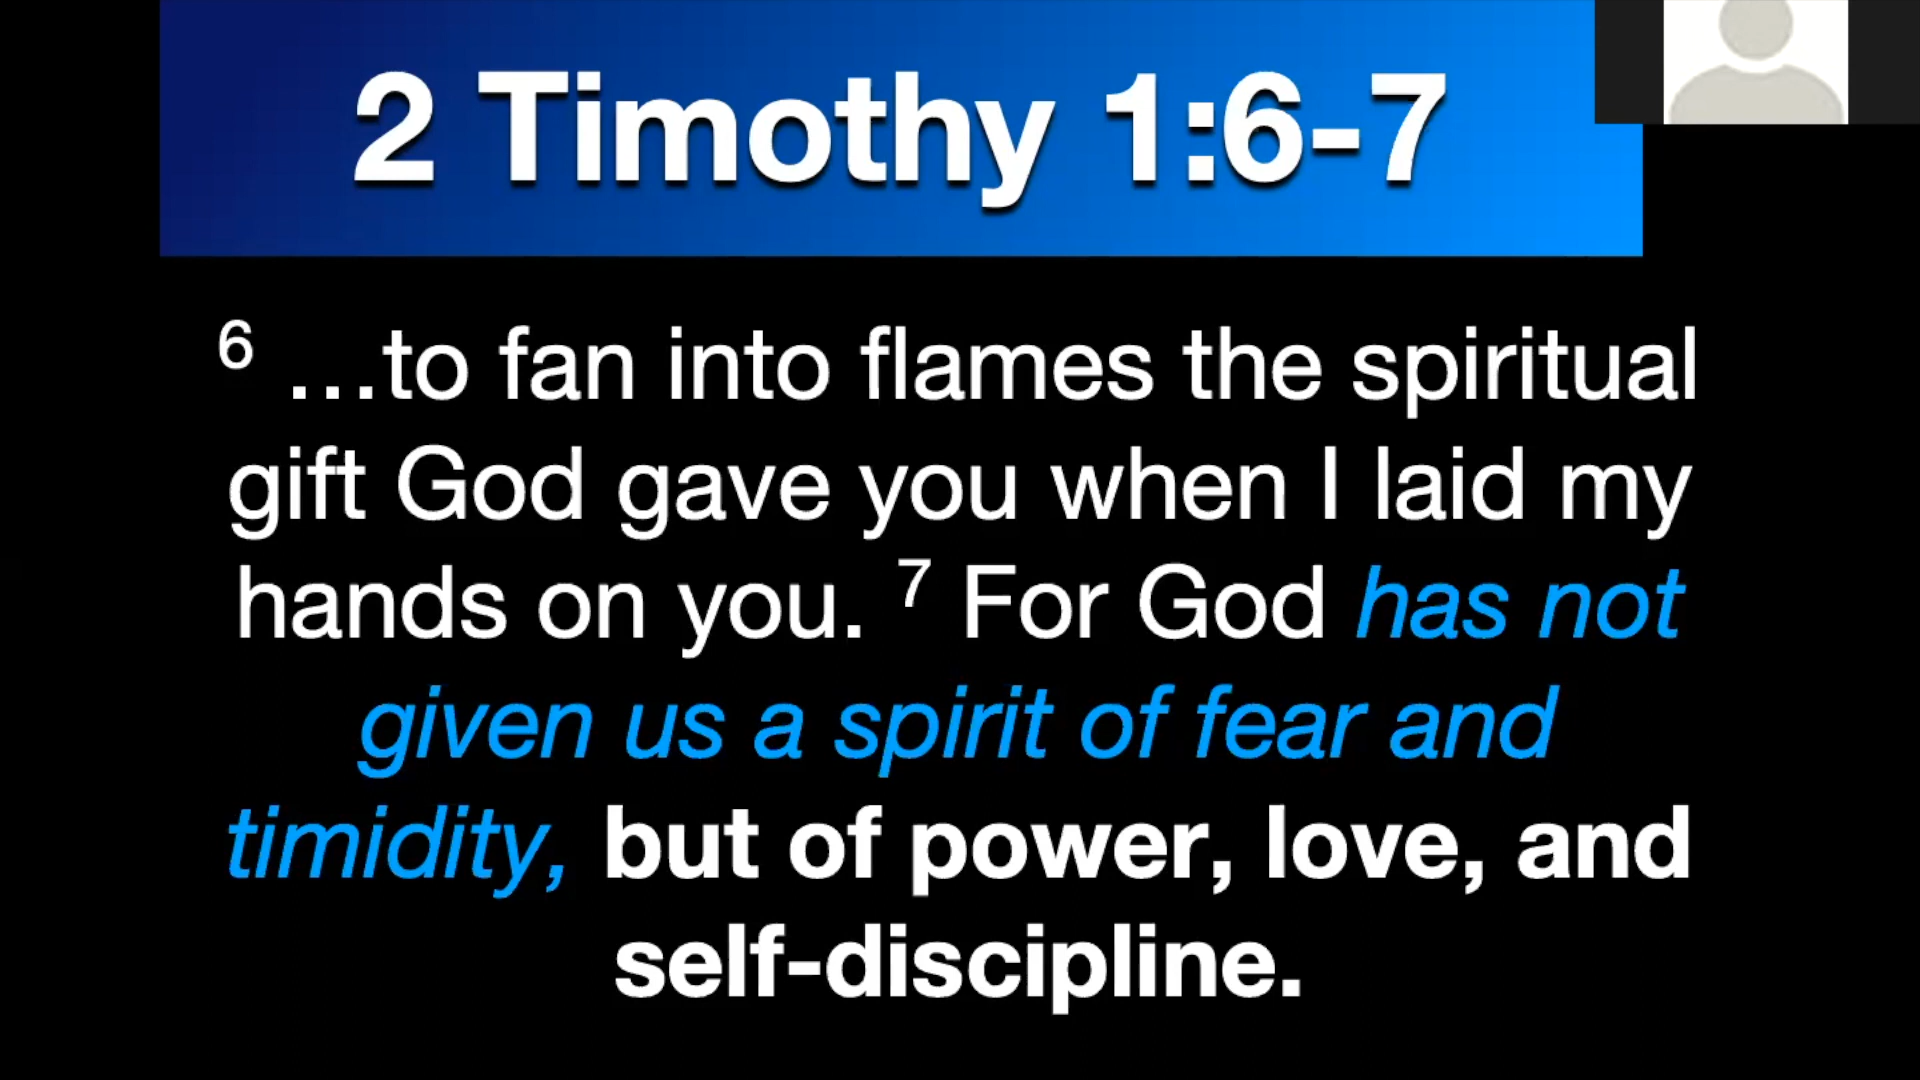 2 Timothy 1:6-7
6 …to fan into flames the spiritual
gift God gave you when I laid my
hands on you. 7 For God has not
given us a spirit of fear and
timidity, but of power, love, and
self-discipline.